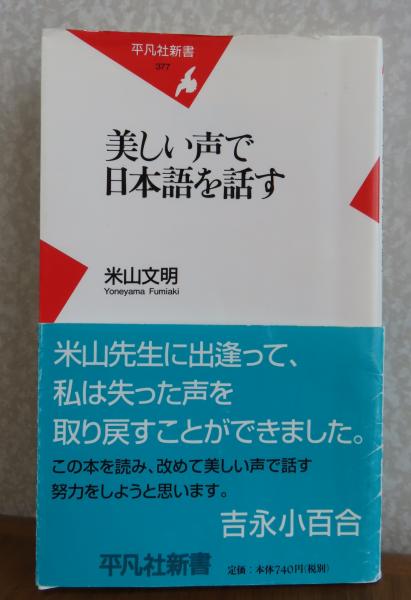 平凡社新書
377
美しい声で
日本語を話す
米山文明
Yoneyama Fumiaki
米山先生に出逢って、
私は失った声を
取り戻すことができました。
この本を読み、改めて美しい声で話す
努力をしようと思います。
吉永小百合
平凡社新書
定価:本体740円(税別)